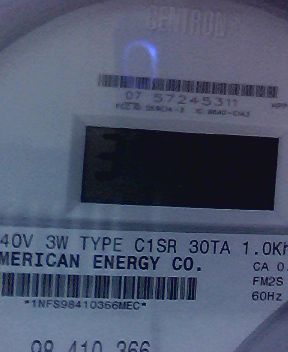 CENTRON
07 57245311
40V 3W TYPE C1SR 30TA 1.0Kh
MERICAN ENERGY CO.
CA 0.
FM2S
60Hz
*1NFS98410366MEC*
98 410 366